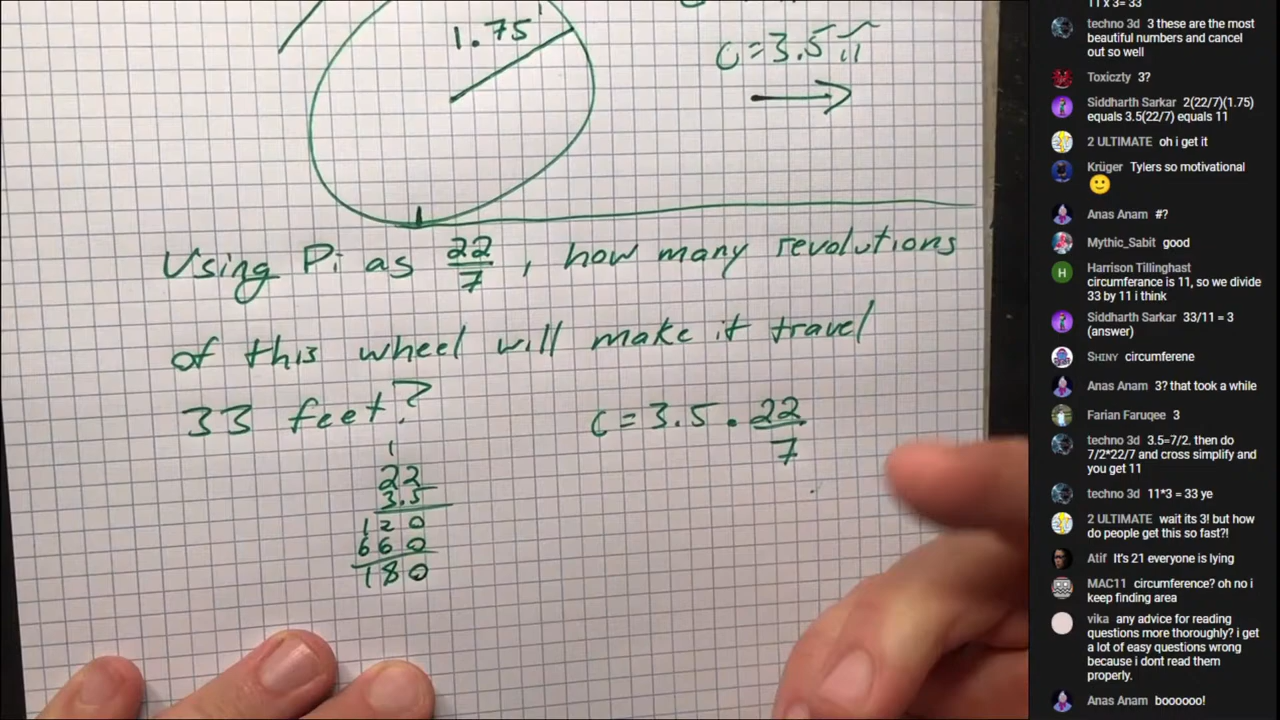 1.75'
C = 3.5 π
Using Pi as 22/7, how many revolutions
of this wheel will make it travel
33 feet?
C = 3.5 · 22/7
1
22
3.5
120
660
180
11 x 3= 33
techno 3d 3 these are the most
beautiful numbers and cancel
out so well
Toxiczty 3?
Siddharth Sarkar 2(22/7)(1.75)
equals 3.5(22/7) equals 11
2 ULTIMATE oh i get it
Krüger Tylers so motivational
🙂
Anas Anam #?
Mythic_Sabit good
Harrison Tillinghast
circumferance is 11, so we divide
33 by 11 i think
Siddharth Sarkar 33/11 = 3
(answer)
SHINY circumferene
Anas Anam 3? that took a while
Farian Faruqee 3
techno 3d 3.5=7/2. then do
7/2*22/7 and cross simplify and
you get 11
techno 3d 11*3 = 33 ye
2 ULTIMATE wait its 3! but how
do people get this so fast?!
Atif It's 21 everyone is lying
MAC11 circumference? oh no i
keep finding area
vika any advice for reading
questions more thoroughly? i get
a lot of easy questions wrong
because i dont read them
properly.
Anas Anam boooooo!